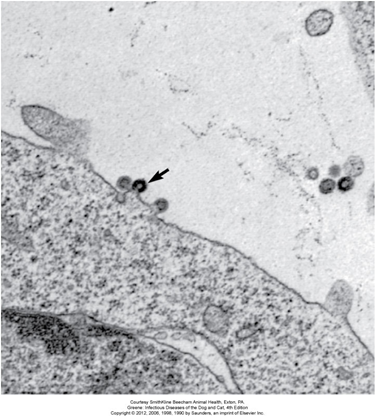 Courtesy SmithKline Beecham Animal Health, Exton, PA.
Greene: Infectious Diseases of the Dog and Cat, 4th Edition
Copyright © 2012, 2006, 1998, 1990 by Saunders, an imprint of Elsevier Inc.